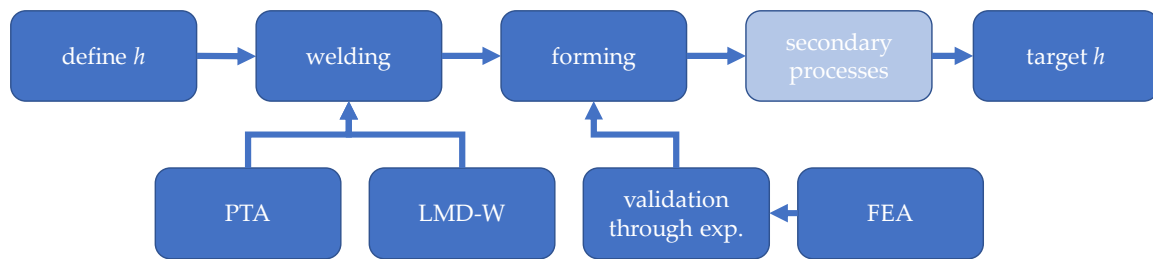 define h
welding
forming
secondary
processes
target h
PTA
LMD-W
validation
through exp.
FEA